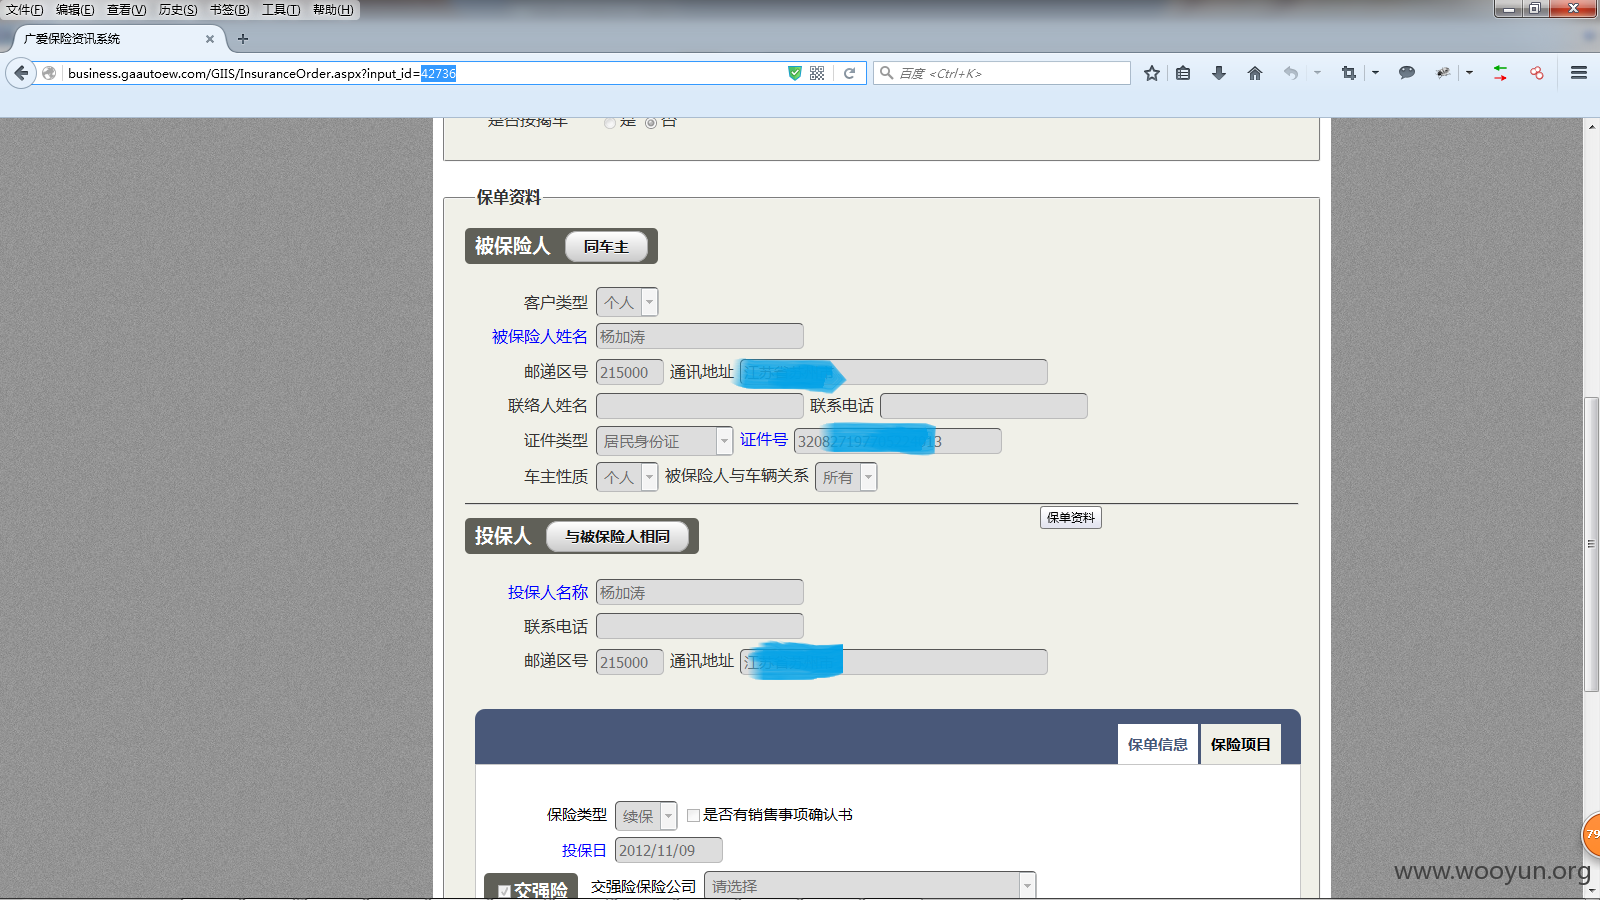 文件(F) 编辑(E) 查看(V) 历史(S) 书签(B) 工具(T) 帮助(H)
广爱保险资讯系统
business.gaautoew.com/GIIS/InsuranceOrder.aspx?input_id=42736
百度 <Ctrl+K>
是否按揭车 是 否
保单资料
被保险人 同车主
客户类型 个人
被保险人姓名 杨加涛
邮递区号 215000 通讯地址
联络人姓名 联系电话
证件类型 居民身份证 证件号
车主性质 个人 被保险人与车辆关系 所有
保单资料
投保人 与被保险人相同
投保人名称 杨加涛
联系电话
邮递区号 215000 通讯地址
保单信息 保险项目
保险类型 续保 是否有销售事项确认书
投保日 2012/11/09
交强险 交强险保险公司 请选择
79
www.wooyun.org